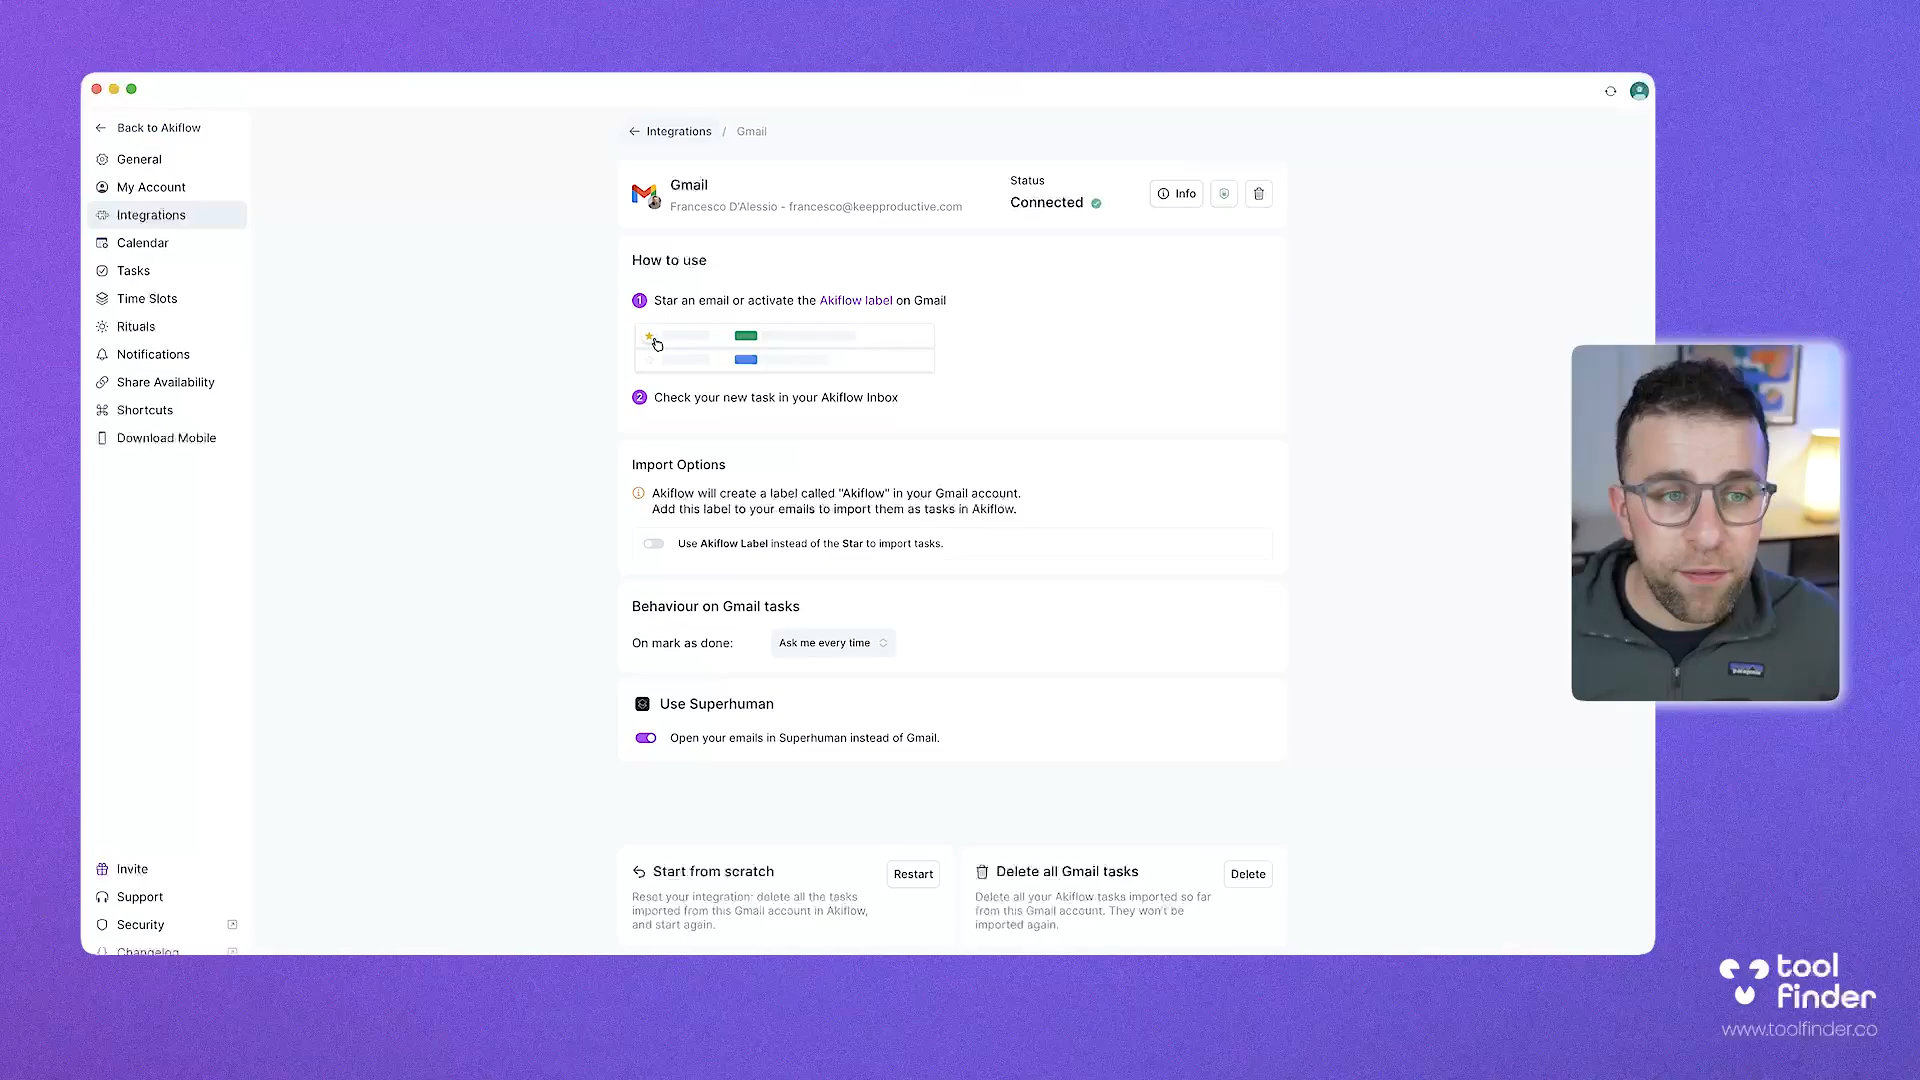 Back to Akiflow
General
My Account
Integrations
Calendar
Tasks
Time Slots
Rituals
Notifications
Share Availability
Shortcuts
Download Mobile
Invite
Support
Security
Changelog
Integrations / Gmail
Gmail
Francesco D'Alessio - francesco@keepproductive.com
Status
Connected
Info
How to use
1 Star an email or activate the Akiflow label on Gmail
2 Check your new task in your Akiflow Inbox
Import Options
Akiflow will create a label called "Akiflow" in your Gmail account.
Add this label to your emails to import them as tasks in Akiflow.
Use Akiflow Label instead of the Star to import tasks.
Behaviour on Gmail tasks
On mark as done: Ask me every time
Use Superhuman
Open your emails in Superhuman instead of Gmail.
Start from scratch
Restart
Reset your integration: delete all the tasks
imported from this Gmail account in Akiflow,
and start again.
Delete all Gmail tasks
Delete
Delete all your Akiflow tasks imported so far
from this Gmail account. They won't be
imported again.
patagonia
tool
finder
www.toolfinder.co